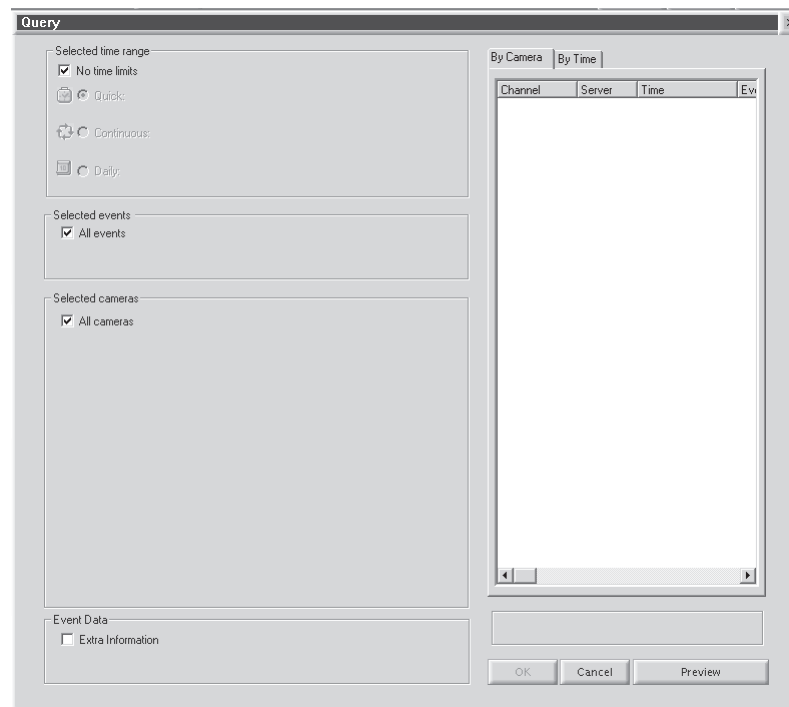 Query
Selected time range
No time limits
Quick:
Continuous:
Daily:
Selected events
All events
Selected cameras
All cameras
Event Data
Extra Information
By Camera
By Time
Channel Server Time Eve
OK Cancel Preview